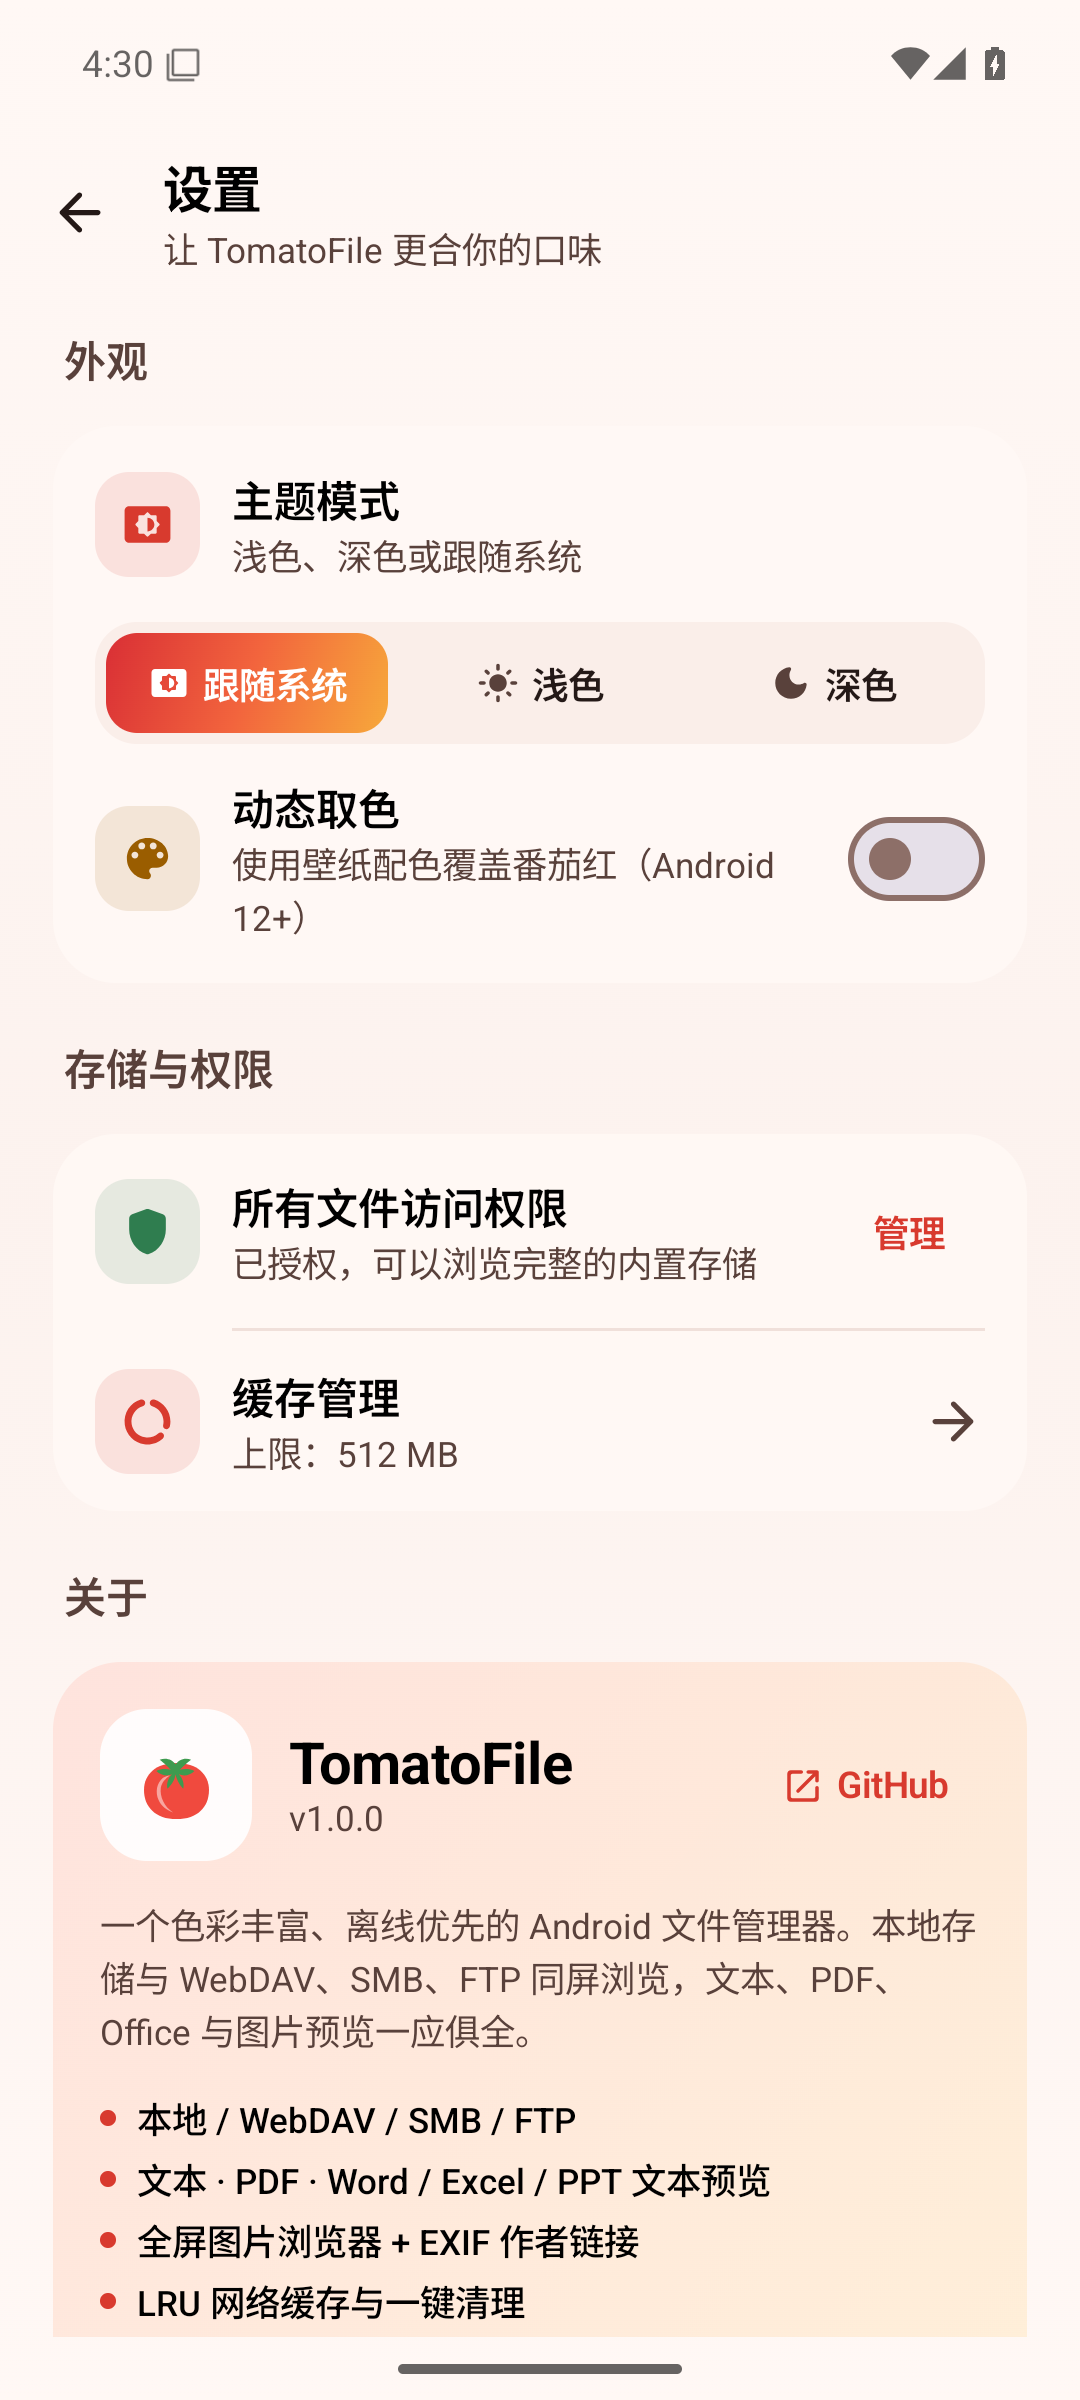 4:30
设置
让 TomatoFile 更合你的口味
外观
主题模式
浅色、深色或跟随系统
跟随系统
浅色
深色
动态取色
使用壁纸配色覆盖番茄红（Android
12+）
存储与权限
所有文件访问权限
已授权，可以浏览完整的内置存储
管理
缓存管理
上限：512 MB
关于
TomatoFile
v1.0.0
GitHub
一个色彩丰富、离线优先的 Android 文件管理器。本地存
储与 WebDAV、SMB、FTP 同屏浏览，文本、PDF、
Office 与图片预览一应俱全。
本地 / WebDAV / SMB / FTP
文本 · PDF · Word / Excel / PPT 文本预览
全屏图片浏览器 + EXIF 作者链接
LRU 网络缓存与一键清理